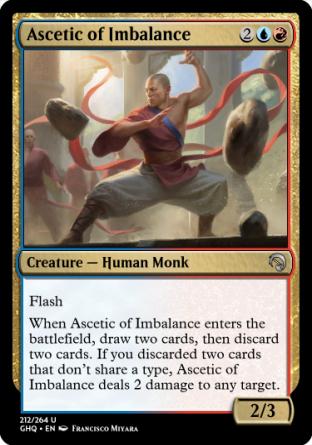 Ascetic of Imbalance 2
Creature — Human Monk
Flash
When Ascetic of Imbalance enters the
battlefield, draw two cards, then discard
two cards. If you discarded two cards
that don't share a type, Ascetic of
Imbalance deals 2 damage to any target.
2/3
212/264 U
GHQ • EN Francisco Miyara